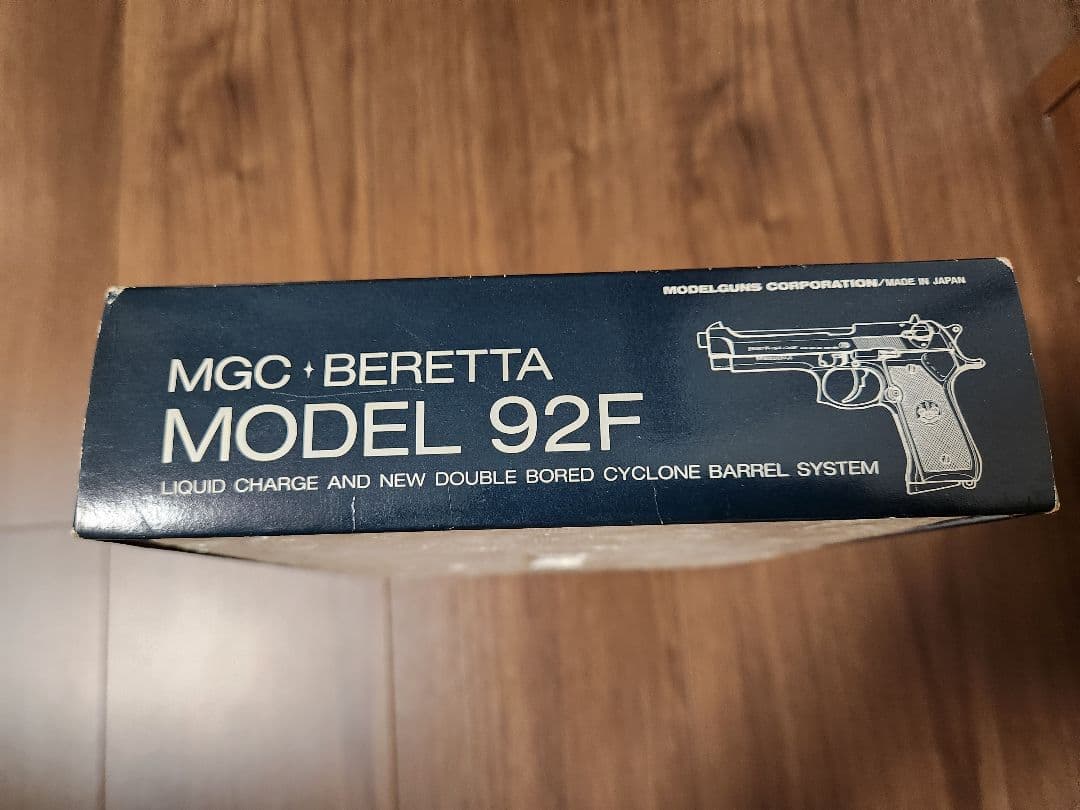 MODELGUNS CORPORATION/MADE IN JAPAN
MGC✦BERETTA
MODEL 92F
LIQUID CHARGE AND NEW DOUBLE BORED CYCLONE BARREL SYSTEM